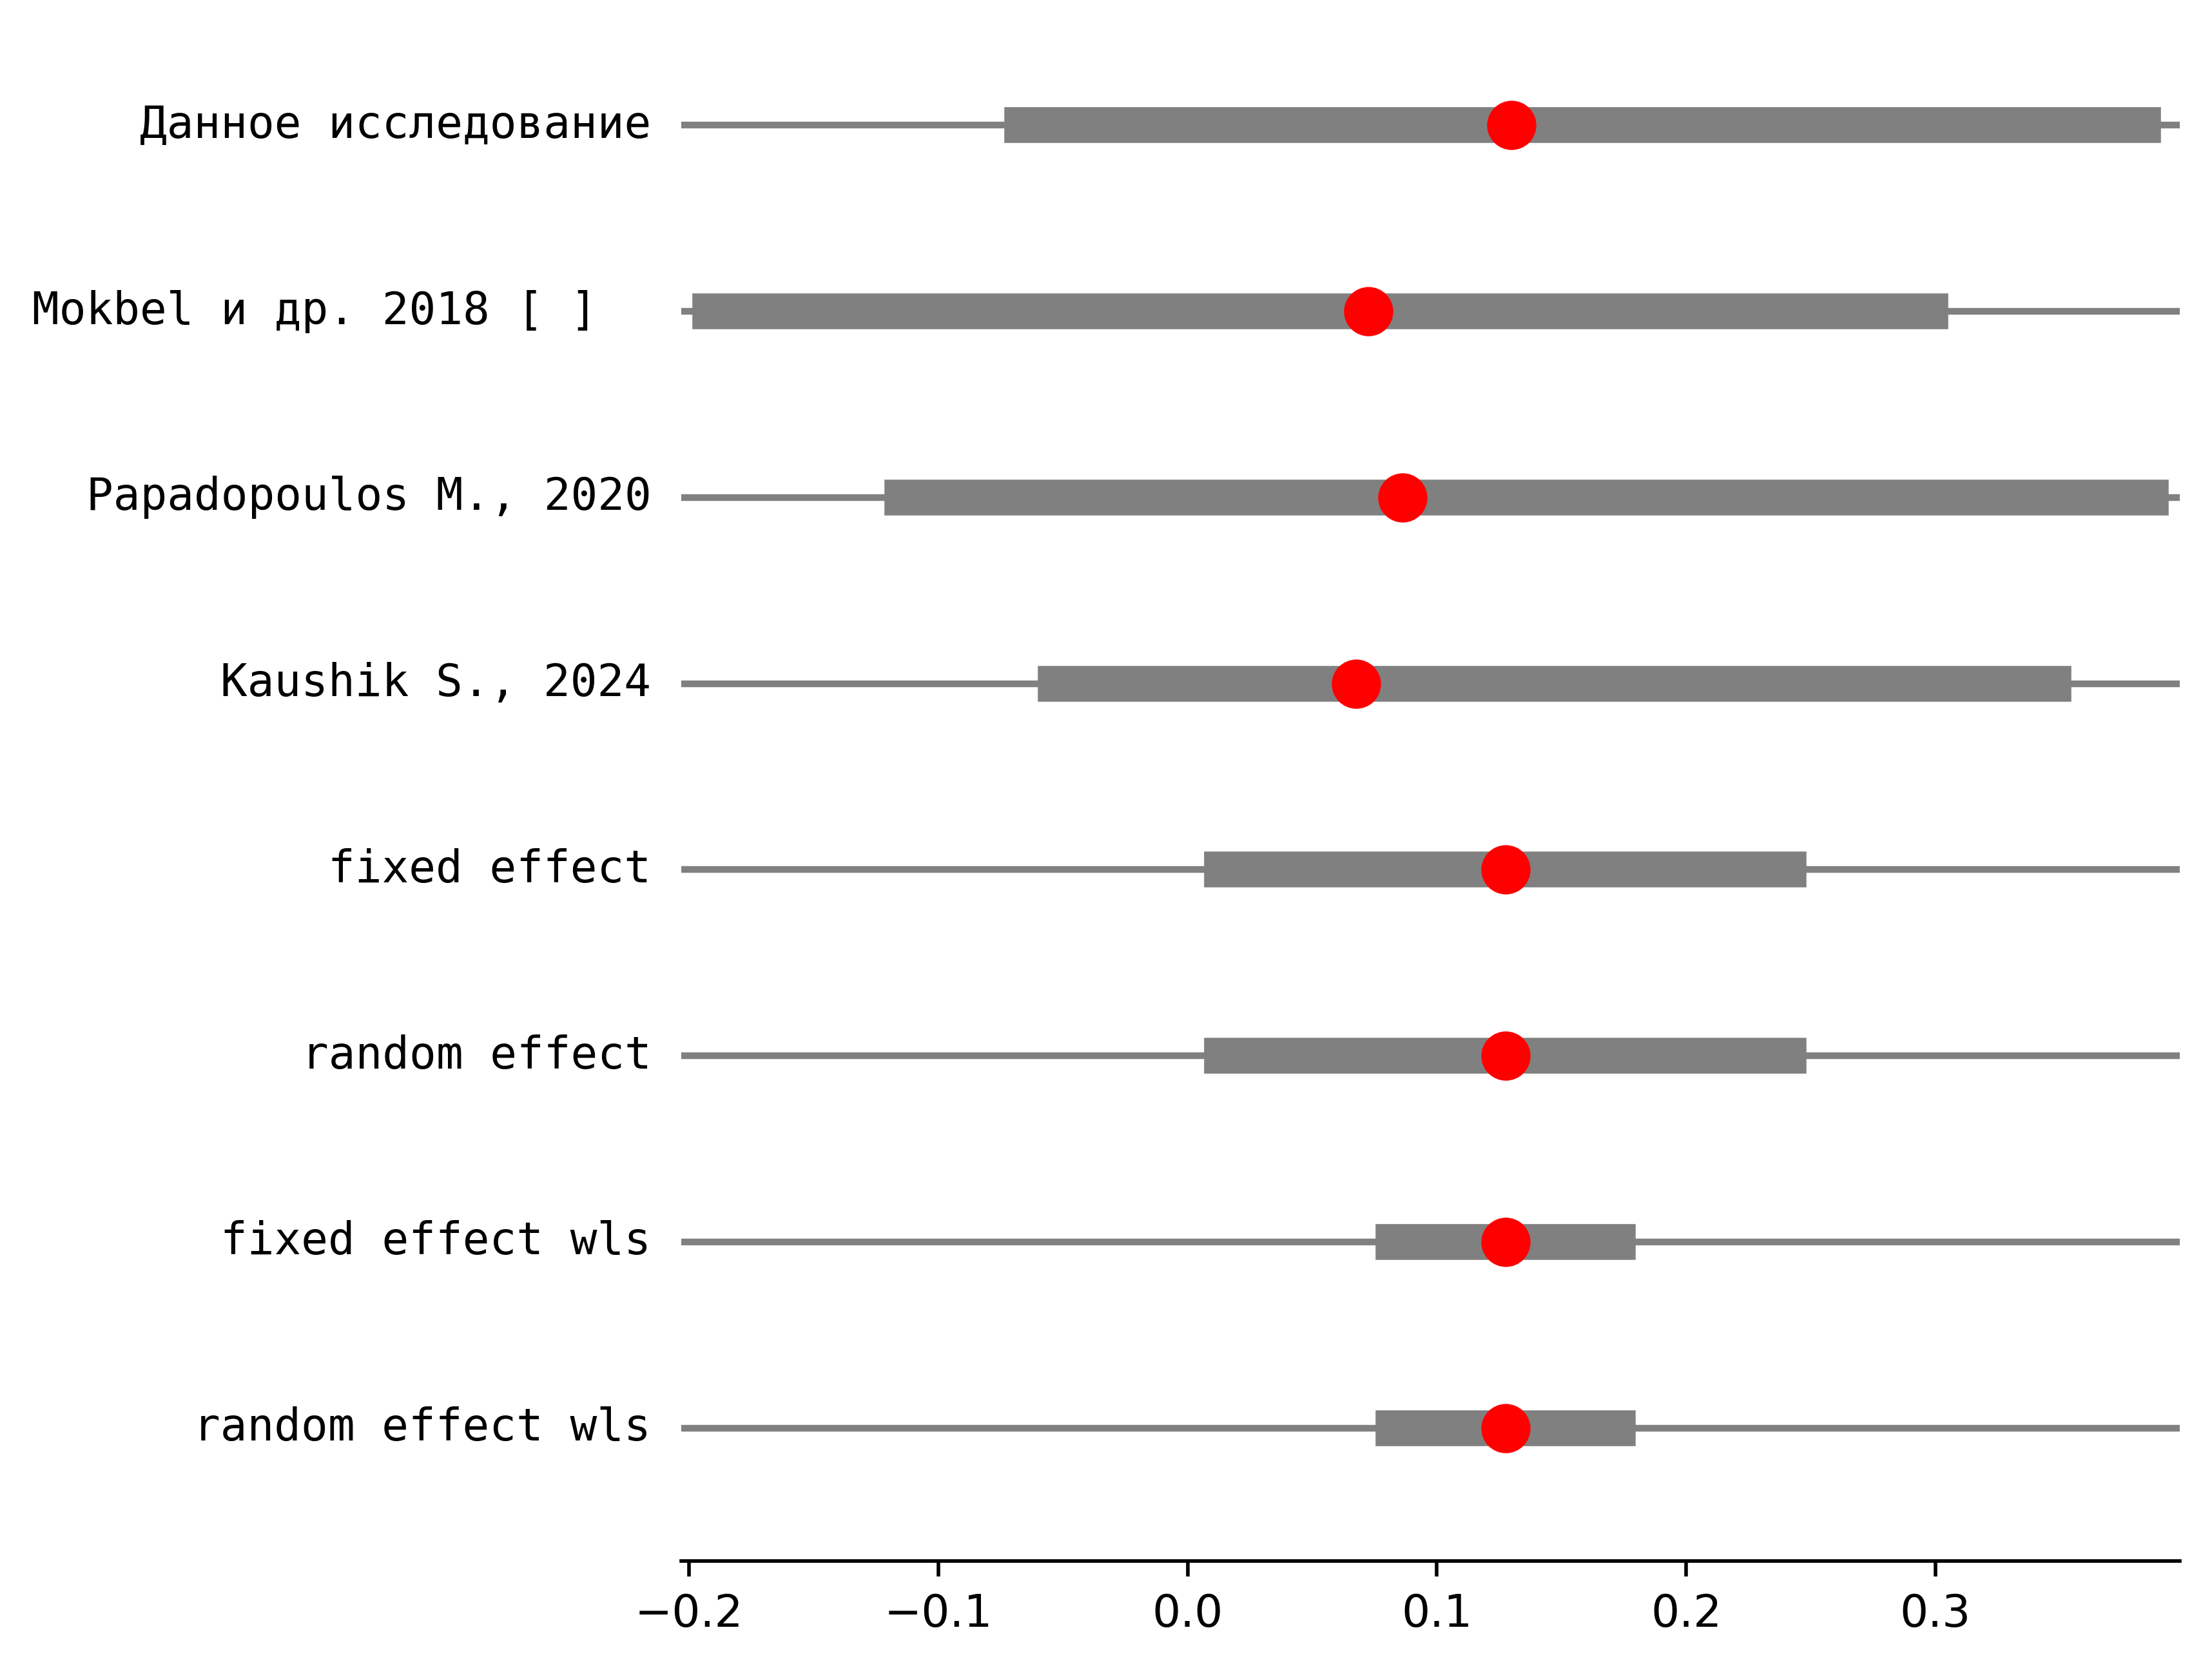 Данное исследование
Mokbel и др. 2018 [ ]
Papadopoulos M., 2020
Kaushik S., 2024
fixed effect
random effect
fixed effect wls
random effect wls
−0.2 −0.1 0.0 0.1 0.2 0.3